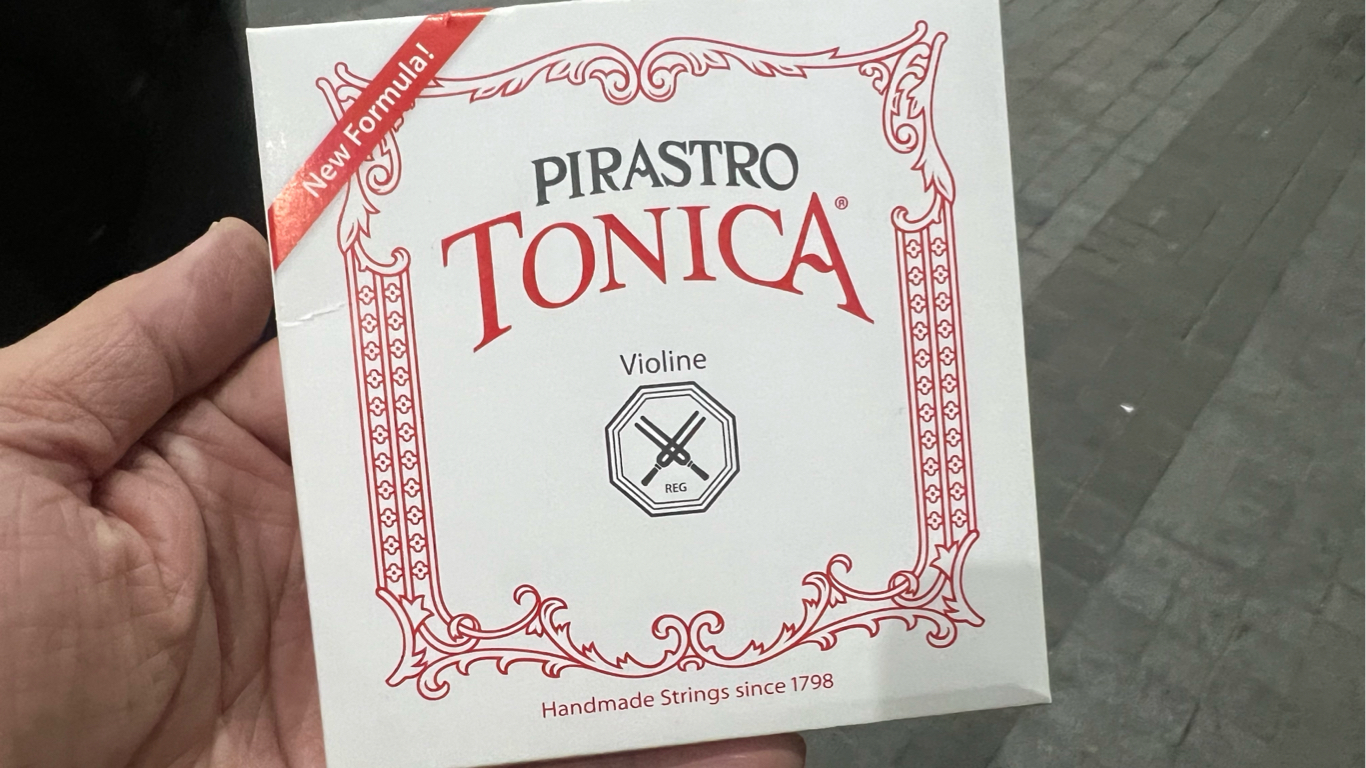 New Formula!
PIRASTRO
TONICA®
Violine
REG
Handmade Strings since 1798